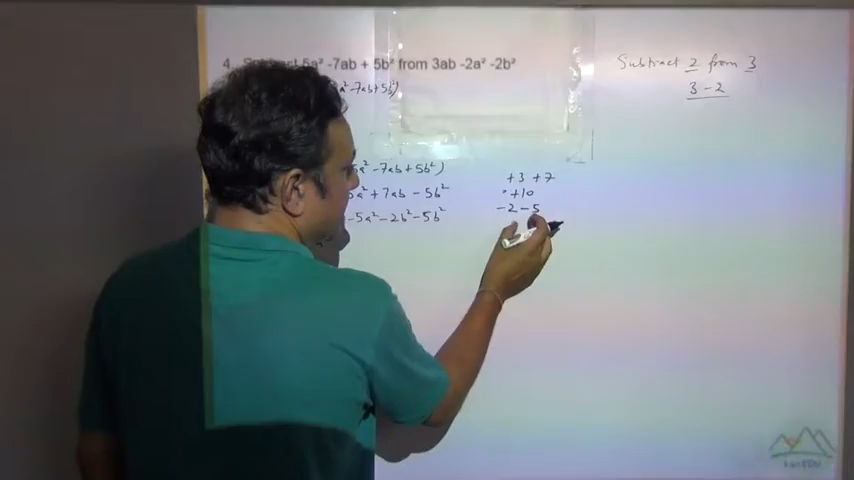 4. Subtract 5a² -7ab + 5b² from 3ab -2a² -2b²
Subtract 2 from 3
3 - 2
a² - 7ab + 5b²)
a² - 7ab + 5b²)
+3 +7
5a² + 7ab - 5b²
+10
-5a² - 2b² - 5b²
-2 -5